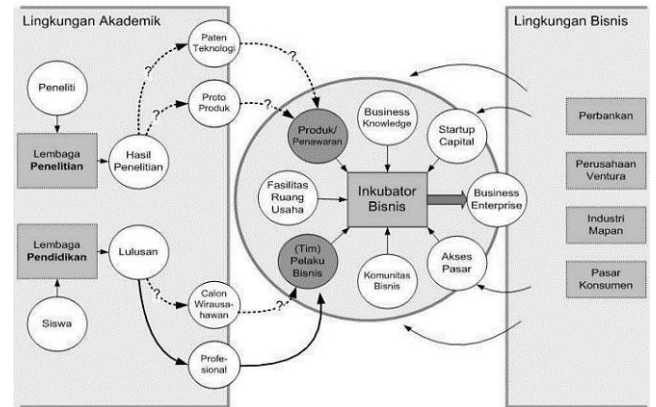 Lingkungan Akademik
Lingkungan Bisnis
Paten
Teknologi
?
?
Peneliti
Proto
Produk
?
?
Lembaga
Penelitian
Hasil
Penelitian
Produk/
Penawaran
Business
Knowledge
Startup
Capital
Perbankan
Perusahaan
Ventura
Fasilitas
Ruang
Usaha
Inkubator
Bisnis
Business
Enterprise
Industri
Mapan
Lembaga
Pendidikan
Lulusan
(Tim)
Pelaku
Bisnis
Komunitas
Bisnis
Akses
Pasar
Pasar
Konsumen
Siswa
?
Calon
Wirausa-
hawan
?
Profe-
sional